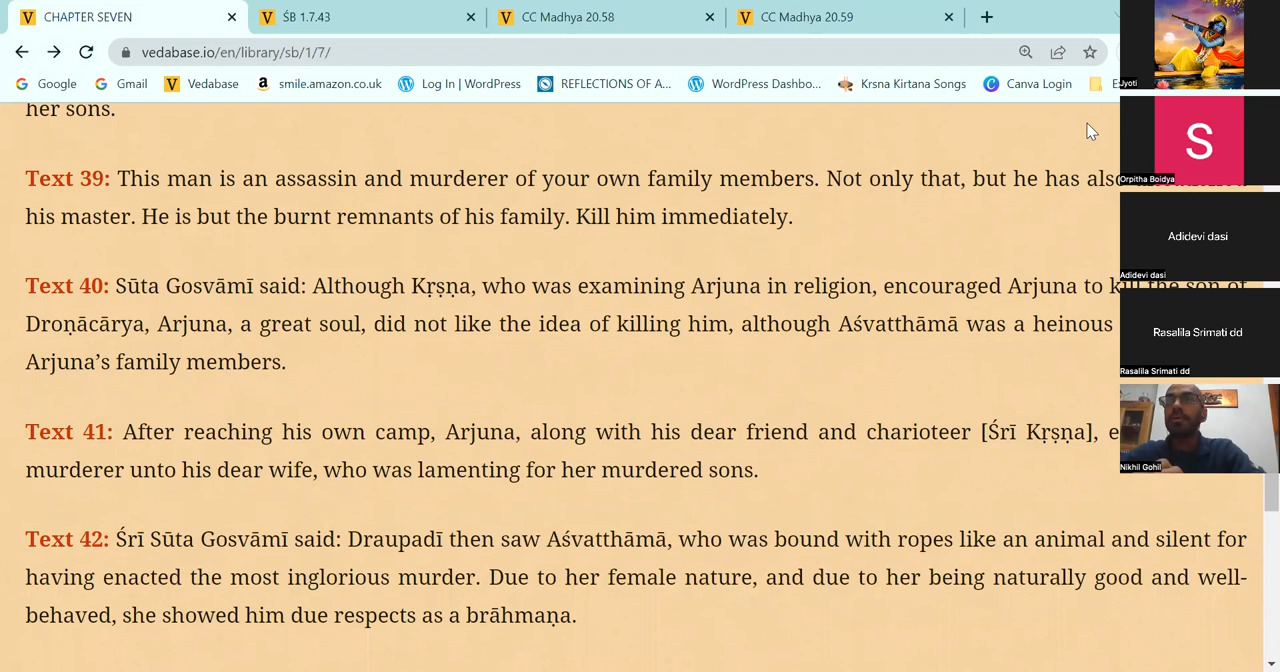 CHAPTER SEVEN
ŚB 1.7.43
CC Madhya 20.58
CC Madhya 20.59
vedabase.io/en/library/sb/1/7/
Google
Gmail
Vedabase
smile.amazon.co.uk
Log In | WordPress
REFLECTIONS OF A...
WordPress Dashbo...
Krsna Kirtana Songs
Canva Login
her sons.
Text 39: This man is an assassin and murderer of your own family members. Not only that, but he has also
his master. He is but the burnt remnants of his family. Kill him immediately.
Text 40: Sūta Gosvāmī said: Although Kṛṣṇa, who was examining Arjuna in religion, encouraged Arjuna to kill the son of
Droṇācārya, Arjuna, a great soul, did not like the idea of killing him, although Aśvatthāmā was a heinous
Arjuna’s family members.
Text 41: After reaching his own camp, Arjuna, along with his dear friend and charioteer [Śrī Kṛṣṇa],
murderer unto his dear wife, who was lamenting for her murdered sons.
Text 42: Śrī Sūta Gosvāmī said: Draupadī then saw Aśvatthāmā, who was bound with ropes like an animal and silent for
having enacted the most inglorious murder. Due to her female nature, and due to her being naturally good and well-
behaved, she showed him due respects as a brāhmaṇa.
Jyoti
S
Orpitha Boidya
Adidevi dasi
Adidevi dasi
Rasalila Srimati dd
Rasalila Srimati dd
Nikhil Gohil